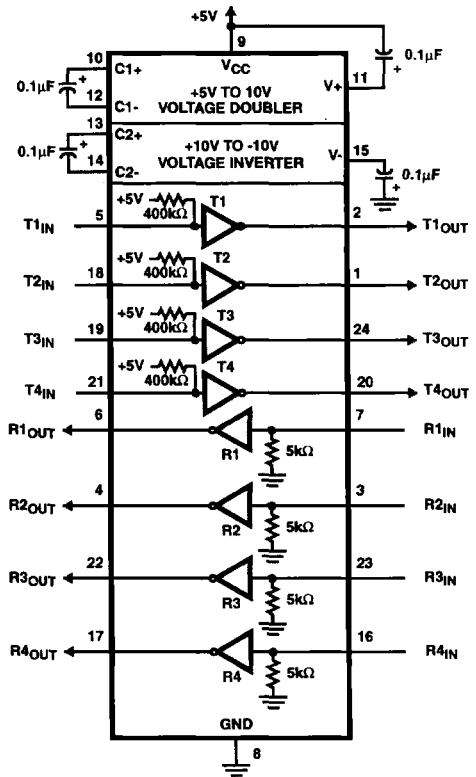 +5V
9
VCC
0.1µF
+
10
C1+
0.1µF
+
12
C1-
+5V TO 10V
VOLTAGE DOUBLER
V+
11
13
C2+
0.1µF
+
14
C2-
+10V TO -10V
VOLTAGE INVERTER
V-
15
0.1µF
+
T1IN
5
+5V
400kΩ
T1
2
T1OUT
T2IN
18
+5V
400kΩ
T2
1
T2OUT
T3IN
19
+5V
400kΩ
T3
24
T3OUT
T4IN
21
+5V
400kΩ
T4
20
T4OUT
R1OUT
6
R1
5kΩ
7
R1IN
R2OUT
4
R2
5kΩ
3
R2IN
R3OUT
22
R3
5kΩ
23
R3IN
R4OUT
17
R4
5kΩ
16
R4IN
GND
8